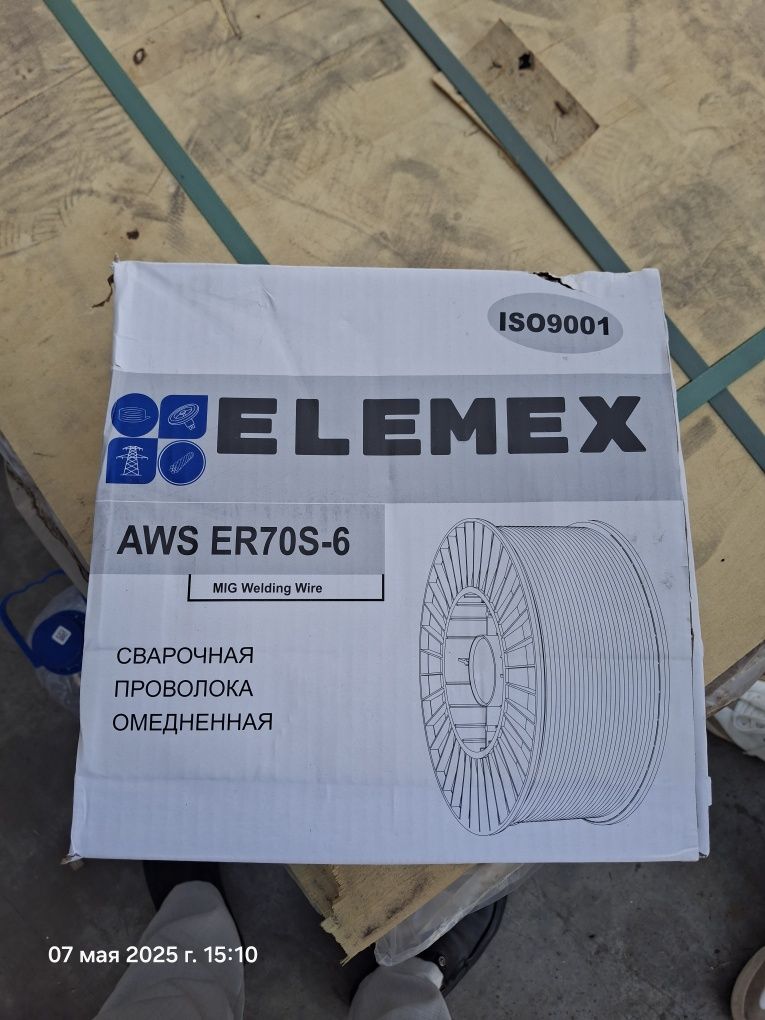 ISO9001
ELEMEX
AWS ER70S-6
MIG Welding Wire
СВАРОЧНАЯ
ПРОВОЛОКА
ОМЕДНЕННАЯ
07 мая 2025 г. 15:10